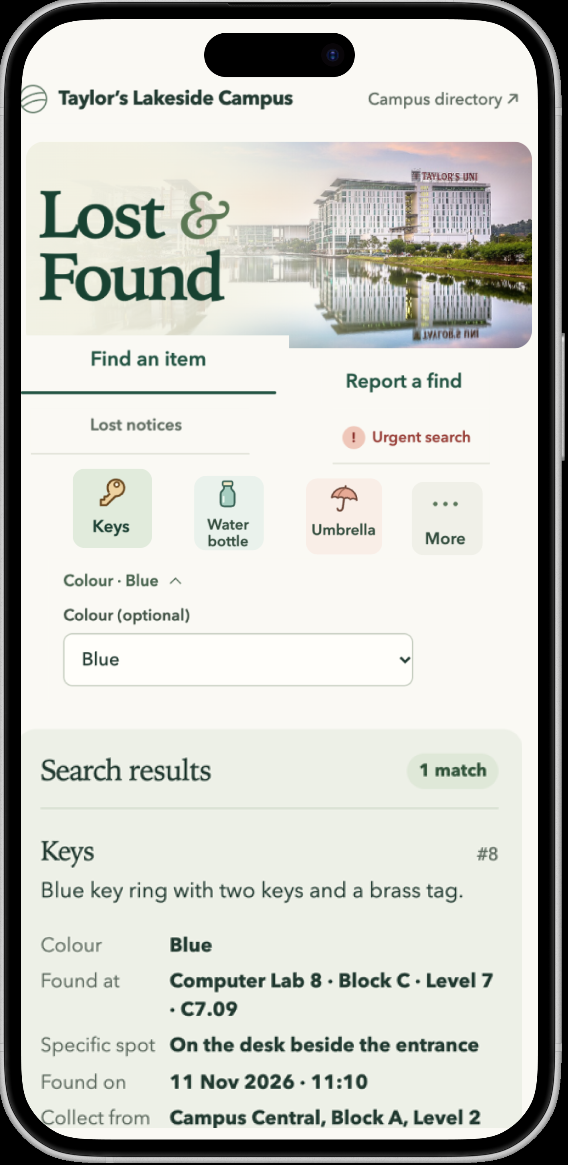 Taylor's Lakeside Campus
Campus directory ↗
TAYLOR'S UNI
Lost &
Found
Find an item
Report a find
Lost notices
! Urgent search
Keys
Water
bottle
Umbrella
More
Colour · Blue
Colour (optional)
Blue
Search results
1 match
Keys
#8
Blue key ring with two keys and a brass tag.
Colour Blue
Found at Computer Lab 8 · Block C · Level 7
· C7.09
Specific spot On the desk beside the entrance
Found on 11 Nov 2026 · 11:10
Collect from Campus Central, Block A, Level 2